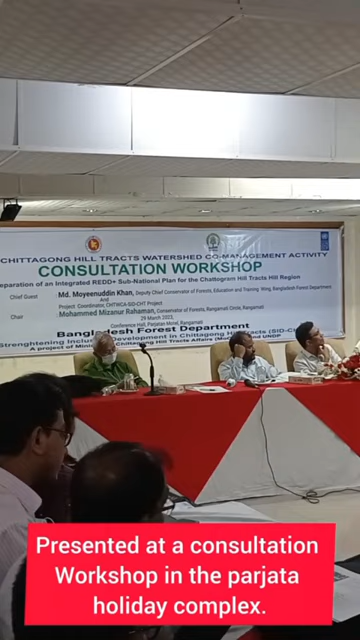 CHITTAGONG HILL TRACTS WATERSHED CO-MANAGEMENT ACTIVITY
CONSULTATION WORKSHOP
eparation of an Integrated REDD+ Sub-National Plan for the Chattogram Hill Tracts Hill Region
Chief Guest : Md. Moyeenuddin Khan, Deputy Chief Conservator of Forests, Education and Training Wing, Bangladesh Forest Department
And
Project Coordinator, CHTWCA-SID-CHT Project
Chair : Mohammed Mizanur Rahaman, Conservator of Forests, Rangamati Circle, Rangamati
29 March 2023,
Conference Hall, Parjatan Motel, Rangamati
Bangladesh Forest Department
Strengthening Inclusive Development in Chittagong Hill Tracts (SID-C
A project of Chittagong Hill Tracts Affairs and UNDP
Presented at a consultation
Workshop in the parjata
holiday complex.